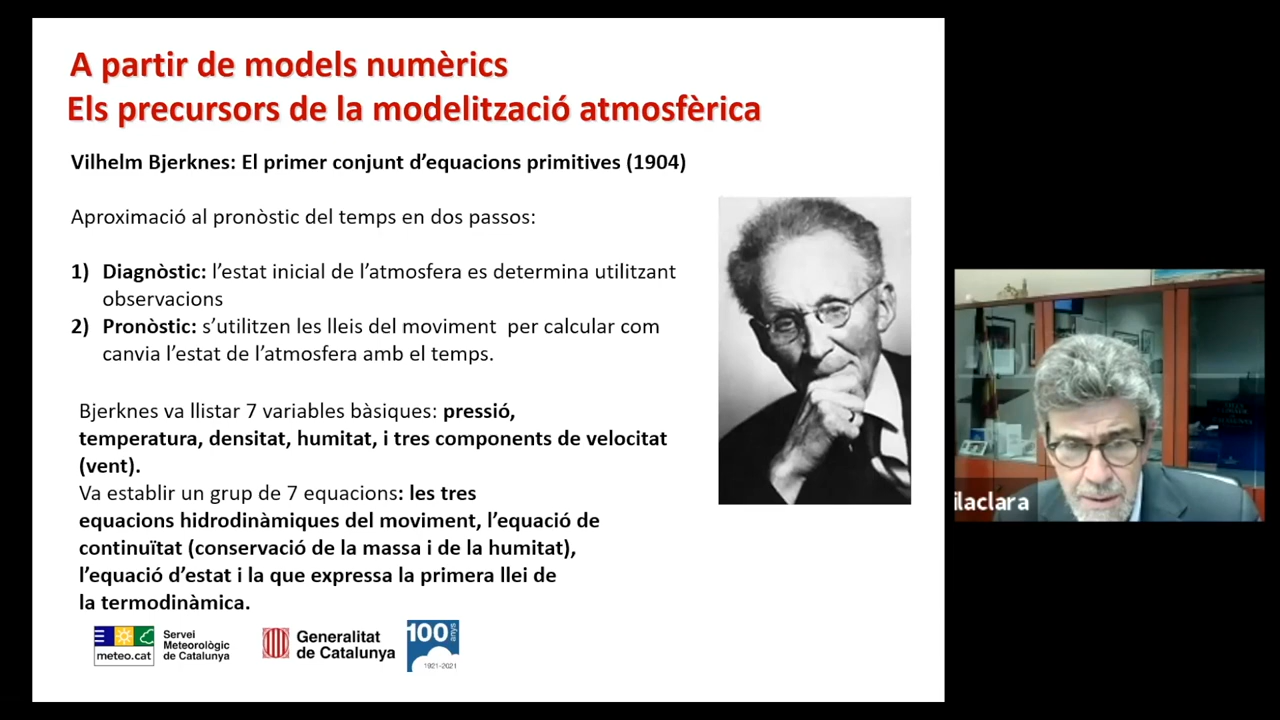 A partir de models numèrics
Els precursors de la modelització atmosfèrica
Vilhelm Bjerknes: El primer conjunt d’equacions primitives (1904)
Aproximació al pronòstic del temps en dos passos:
1) Diagnòstic: l’estat inicial de l’atmosfera es determina utilitzant
observacions
2) Pronòstic: s’utilitzen les lleis del moviment per calcular com
canvia l’estat de l’atmosfera amb el temps.
Bjerknes va llistar 7 variables bàsiques: pressió,
temperatura, densitat, humitat, i tres components de velocitat
(vent).
Va establir un grup de 7 equacions: les tres
equacions hidrodinàmiques del moviment, l’equació de
continuïtat (conservació de la massa i de la humitat),
l’equació d’estat i la que expressa la primera llei de
la termodinàmica.
meteo.cat
Servei
Meteorològic
de Catalunya
Generalitat
de Catalunya
100 anys
1921-2021
ilaclara